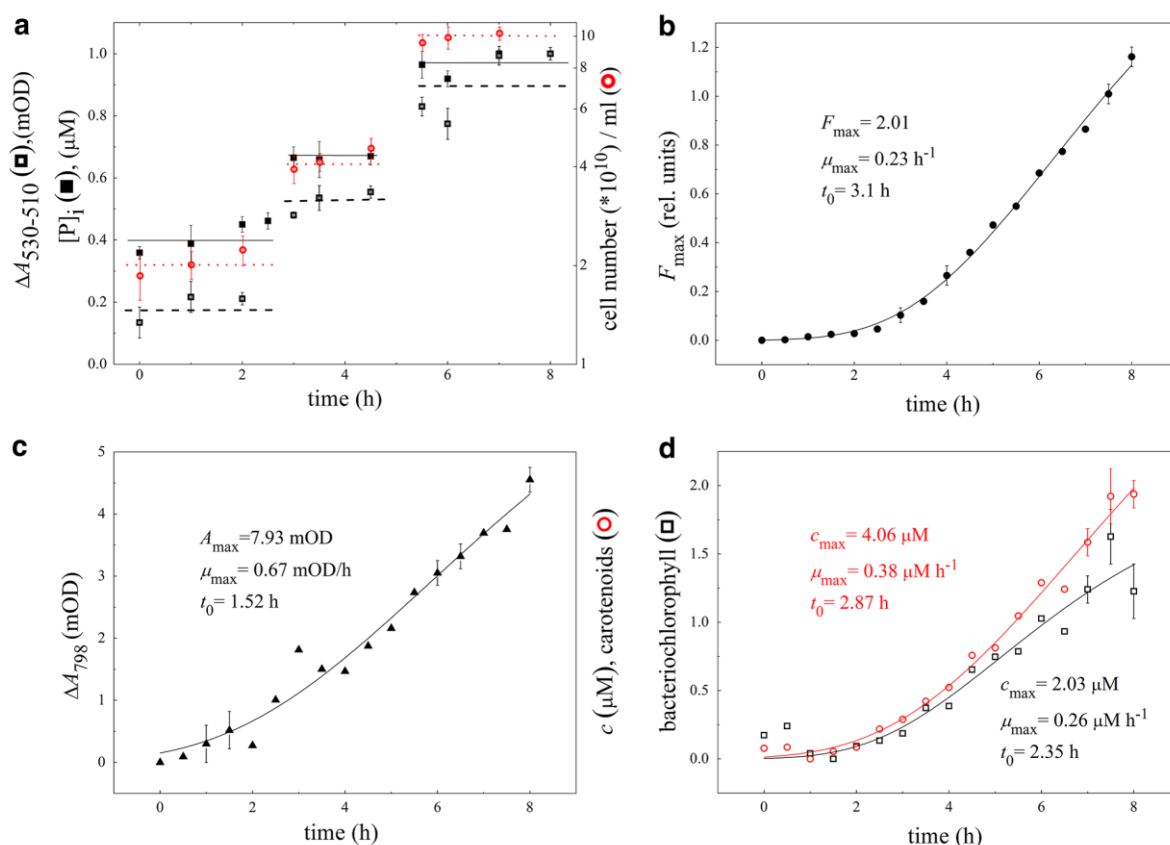 a
ΔA530-510 (),(mOD)
[P]i (■), (μM)
1.0
0.8
0.6
0.4
0.2
0.0
10
8
6
4
2
1
cell number (*10^10) / ml ()
0
2
4
6
8
time (h)
b
Fmax (rel. units)
1.2
1.0
0.8
0.6
0.4
0.2
0.0
Fmax= 2.01
μmax= 0.23 h-1
t0= 3.1 h
0
2
4
6
8
time (h)
c
ΔA798 (mOD)
5
4
3
2
1
0
Amax=7.93 mOD
μmax= 0.67 mOD/h
t0= 1.52 h
0
2
4
6
8
time (h)
d
c (μM), carotenoids (O)
bacteriochlorophyll (□)
2.0
1.5
1.0
0.5
0.0
cmax= 4.06 μM
μmax= 0.38 μM h-1
t0= 2.87 h
cmax= 2.03 μM
μmax= 0.26 μM h-1
t0= 2.35 h
0
2
4
6
8
time (h)